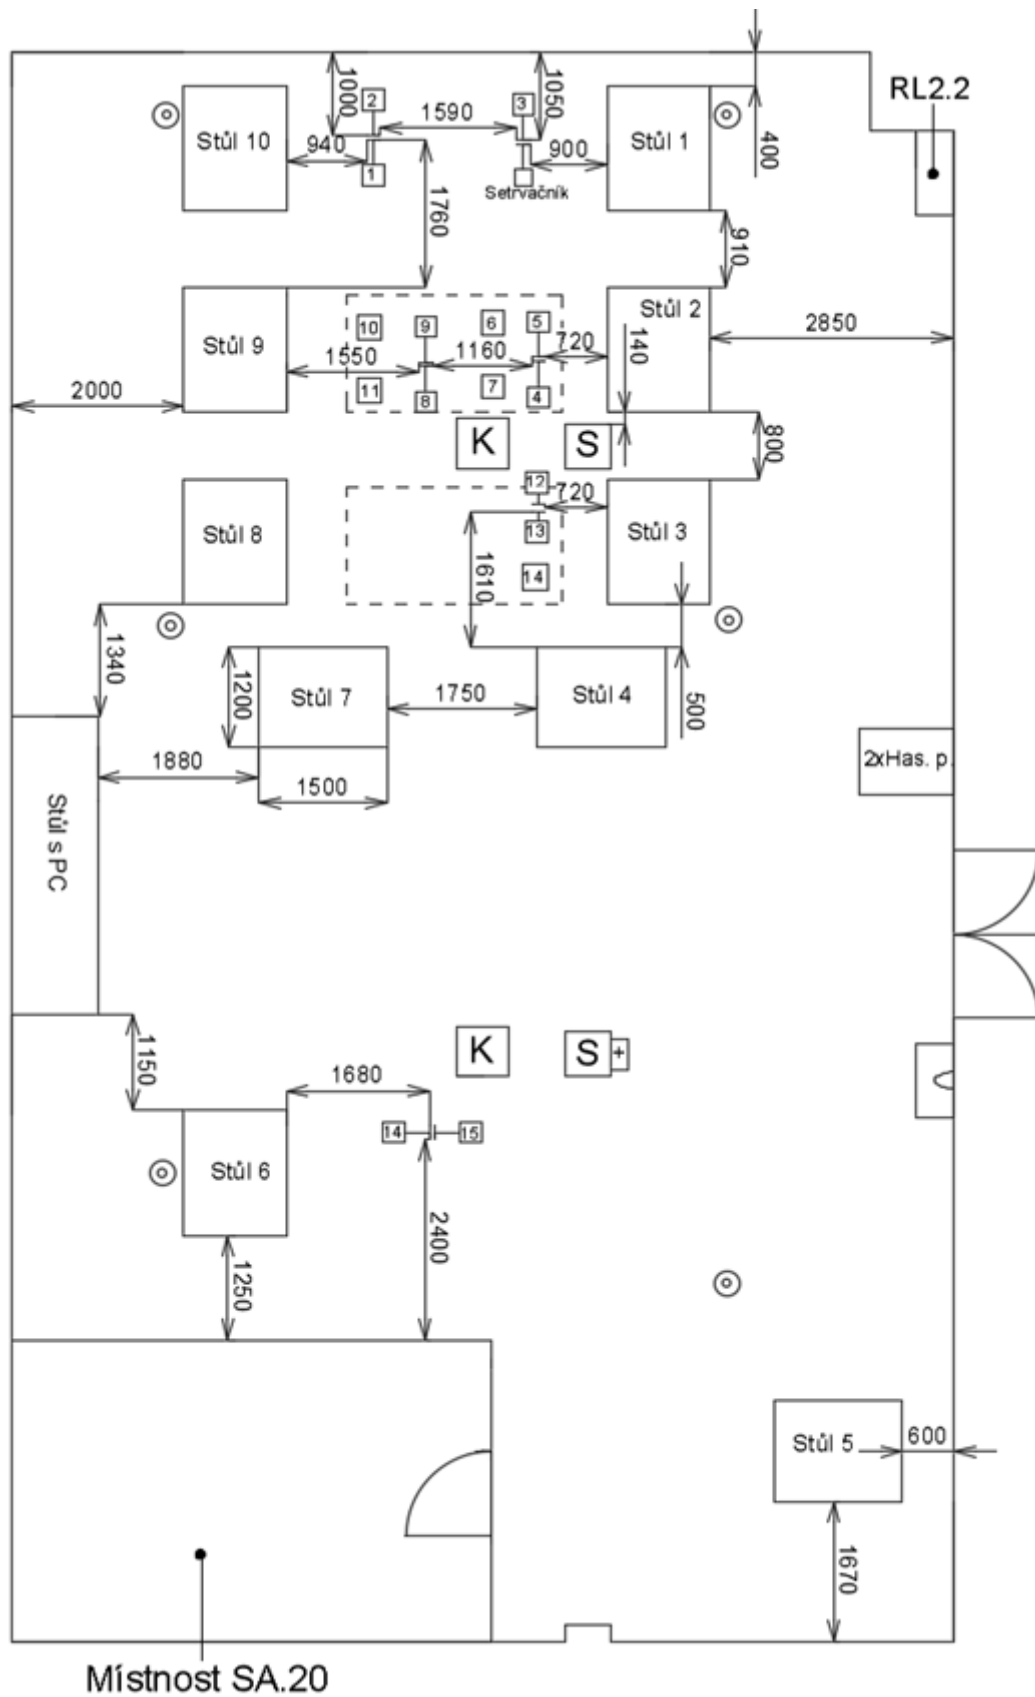 1000
2
1590
3
1050
RL2.2
Stůl 10
940
1
900
Stůl 1
400
Setrvačník
1760
910
Stůl 2
2850
Stůl 9
1550
10
9
6
5
1160
720
140
11
8
7
4
2000
K
S
800
12
720
Stůl 8
13
Stůl 3
1610
14
1340
1200
Stůl 7
1750
Stůl 4
500
1880
1500
2xHas. p.
Stůl s PC
K
S
+
1150
1680
14
15
Stůl 6
2400
1250
Stůl 5
600
1670
Místnost SA.20